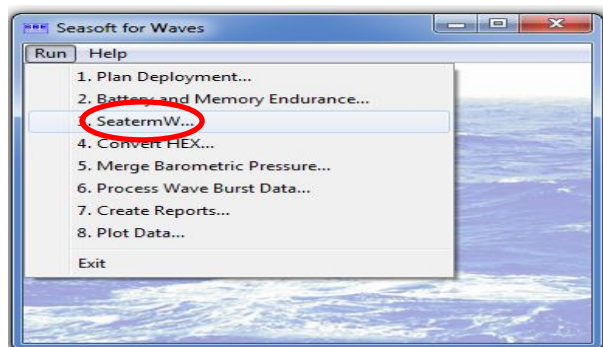 Seasoft for Waves
Run Help
1. Plan Deployment...
2. Battery and Memory Endurance...
3. SeatermW...
4. Convert HEX...
5. Merge Barometric Pressure...
6. Process Wave Burst Data...
7. Create Reports...
8. Plot Data...
Exit